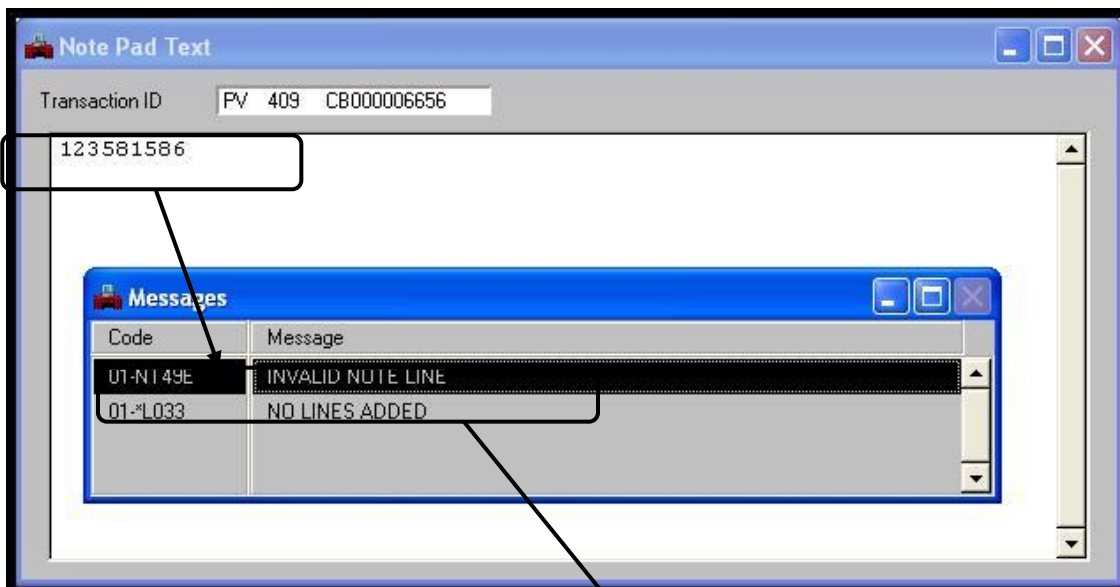 Note Pad Text
Transaction ID PV 409 CB000006656
123581586
Messages
Code Message
01-NT49E INVALID NOTE LINE
01-*L033 NO LINES ADDED